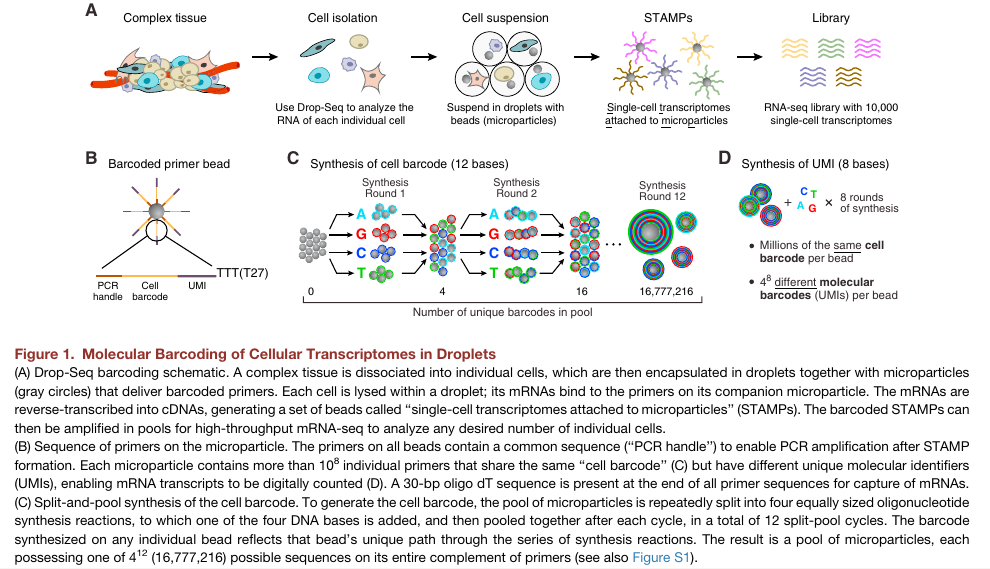 A
Complex tissue
Cell isolation
Cell suspension
STAMPs
Library
Use Drop-Seq to analyze the
RNA of each individual cell
Suspend in droplets with
beads (microparticles)
Single-cell transcriptomes
attached to microparticles
RNA-seq library with 10,000
single-cell transcriptomes
B
Barcoded primer bead
TTT(T27)
PCR
handle
Cell
barcode
UMI
C
Synthesis of cell barcode (12 bases)
Synthesis
Round 1
Synthesis
Round 2
Synthesis
Round 12
A
G
C
T
A
G
C
T
...
0
4
16
16,777,216
Number of unique barcodes in pool
D
Synthesis of UMI (8 bases)
+
C T
A G
×
8 rounds
of synthesis
• Millions of the same cell
barcode per bead
• 4⁸ different molecular
barcodes (UMIs) per bead
Figure 1. Molecular Barcoding of Cellular Transcriptomes in Droplets
(A) Drop-Seq barcoding schematic. A complex tissue is dissociated into individual cells, which are then encapsulated in droplets together with microparticles
(gray circles) that deliver barcoded primers. Each cell is lysed within a droplet; its mRNAs bind to the primers on its companion microparticle. The mRNAs are
reverse-transcribed into cDNAs, generating a set of beads called “single-cell transcriptomes attached to microparticles” (STAMPs). The barcoded STAMPs can
then be amplified in pools for high-throughput mRNA-seq to analyze any desired number of individual cells.
(B) Sequence of primers on the microparticle. The primers on all beads contain a common sequence (“PCR handle”) to enable PCR amplification after STAMP
formation. Each microparticle contains more than 10⁸ individual primers that share the same “cell barcode” (C) but have different unique molecular identifiers
(UMIs), enabling mRNA transcripts to be digitally counted (D). A 30-bp oligo dT sequence is present at the end of all primer sequences for capture of mRNAs.
(C) Split-and-pool synthesis of the cell barcode. To generate the cell barcode, the pool of microparticles is repeatedly split into four equally sized oligonucleotide
synthesis reactions, to which one of the four DNA bases is added, and then pooled together after each cycle, in a total of 12 split-pool cycles. The barcode
synthesized on any individual bead reflects that bead’s unique path through the series of synthesis reactions. The result is a pool of microparticles, each
possessing one of 4¹² (16,777,216) possible sequences on its entire complement of primers (see also Figure S1).